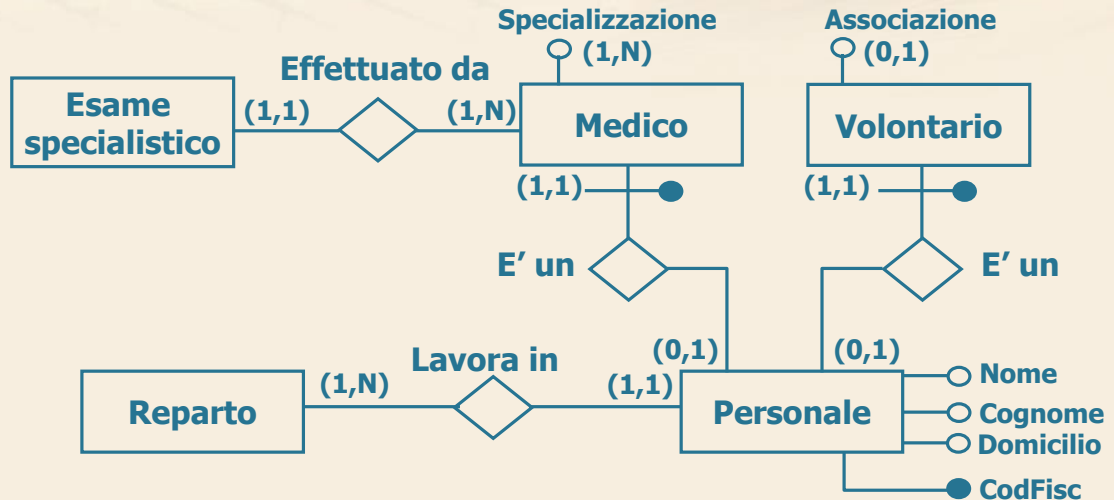 Specializzazione
(1,N)
Associazione
(0,1)
Effettuato da
Esame
specialistico
(1,1)
(1,N)
Medico
Volontario
(1,1)
(1,1)
E’ un
E’ un
(0,1)
(0,1)
Lavora in
Reparto
(1,N)
(1,1)
Personale
Nome
Cognome
Domicilio
CodFisc